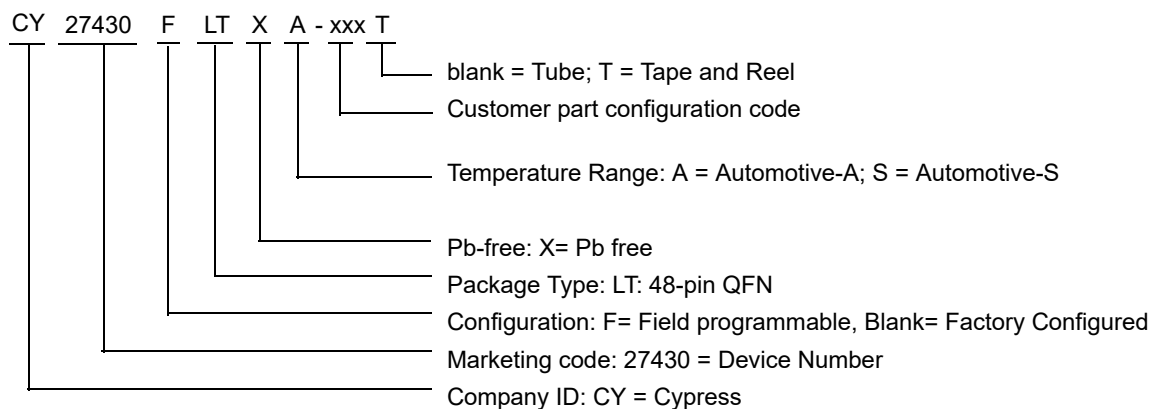 CY 27430 F LT X A - xxx T
blank = Tube; T = Tape and Reel
Customer part configuration code
Temperature Range: A = Automotive-A; S = Automotive-S
Pb-free: X= Pb free
Package Type: LT: 48-pin QFN
Configuration: F= Field programmable, Blank= Factory Configured
Marketing code: 27430 = Device Number
Company ID: CY = Cypress